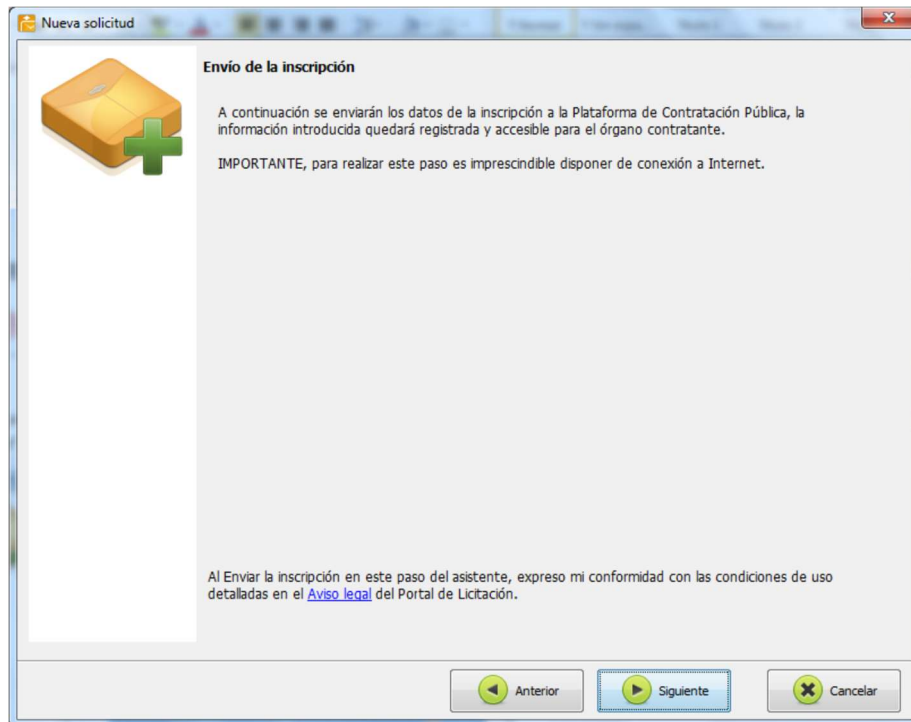 Nueva solicitud
Envío de la inscripción
A continuación se enviarán los datos de la inscripción a la Plataforma de Contratación Pública, la
información introducida quedará registrada y accesible para el órgano contratante.
IMPORTANTE, para realizar este paso es imprescindible disponer de conexión a Internet.
Al Enviar la inscripción en este paso del asistente, expreso mi conformidad con las condiciones de uso
detalladas en el Aviso legal del Portal de Licitación.
Anterior
Siguiente
Cancelar